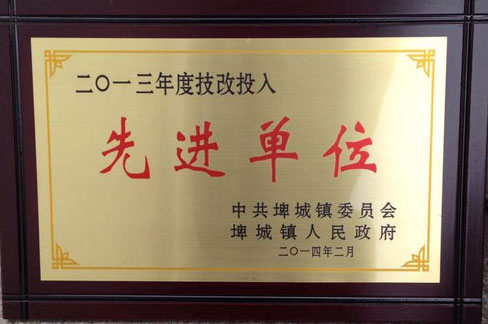 二〇一三年度技改投入
先进单位
中共埤城镇委员会
埤城镇人民政府
二〇一四年二月